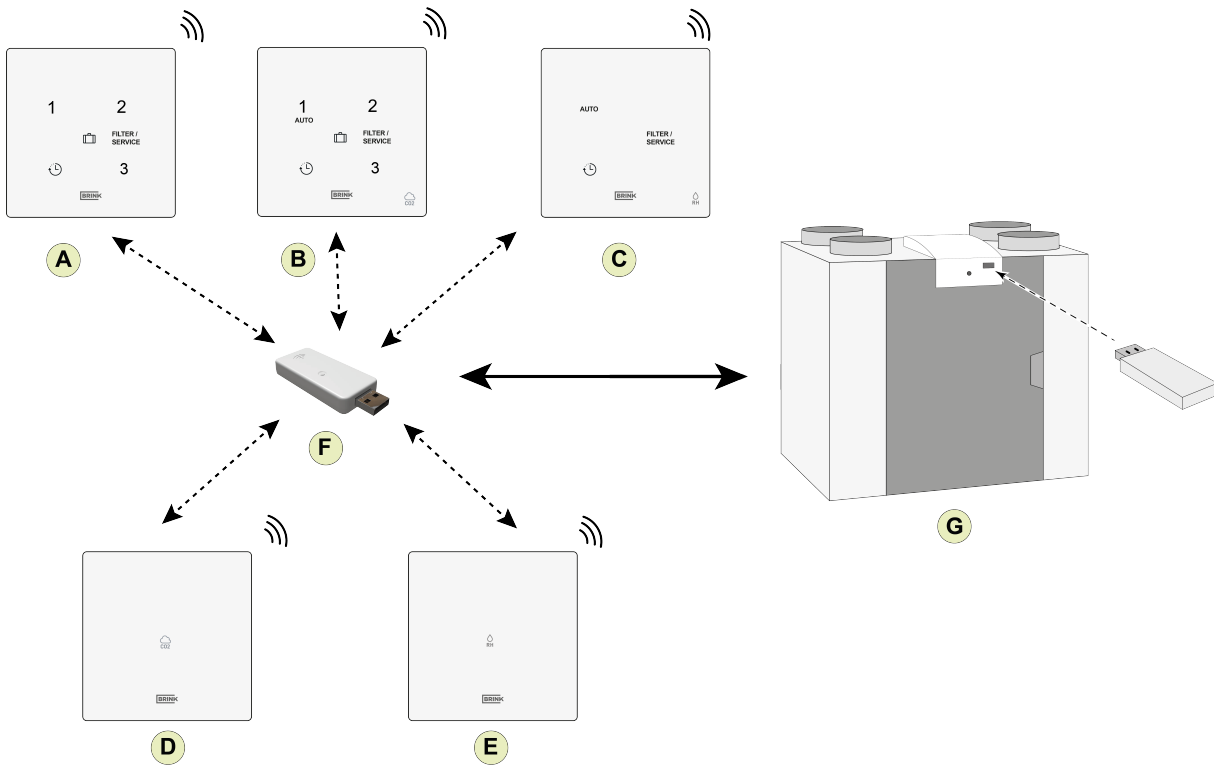 1 2
FILTER /
SERVICE
3
BRINK
A
1 2
AUTO
FILTER /
SERVICE
3
BRINK
CO2
B
AUTO
FILTER /
SERVICE
BRINK
RH
C
F
G
CO2
BRINK
D
RH
BRINK
E